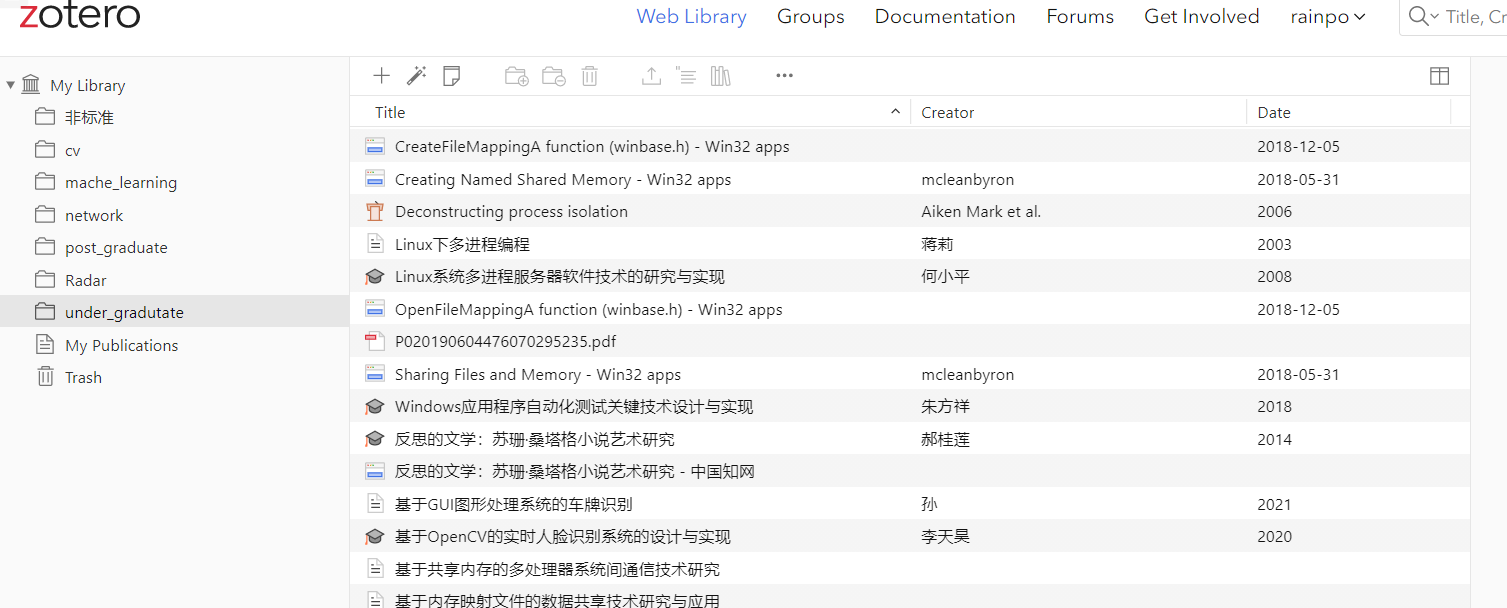 zotero
Web Library Groups Documentation Forums Get Involved rainpo Title, Cr
My Library
非标准
cv
mache_learning
network
post_graduate
Radar
under_gradutate
My Publications
Trash
Title Creator Date
CreateFileMappingA function (winbase.h) - Win32 apps 2018-12-05
Creating Named Shared Memory - Win32 apps mcleanbyron 2018-05-31
Deconstructing process isolation Aiken Mark et al. 2006
Linux下多进程编程 蒋莉 2003
Linux系统多进程服务器软件技术的研究与实现 何小平 2008
OpenFileMappingA function (winbase.h) - Win32 apps 2018-12-05
P020190604476070295235.pdf
Sharing Files and Memory - Win32 apps mcleanbyron 2018-05-31
Windows应用程序自动化测试关键技术设计与实现 朱方祥 2018
反思的文学：苏珊·桑塔格小说艺术研究 郝桂莲 2014
反思的文学：苏珊·桑塔格小说艺术研究 - 中国知网
基于GUI图形处理系统的车牌识别 孙 2021
基于OpenCV的实时人脸识别系统的设计与实现 李天昊 2020
基于共享内存的多处理器系统间通信技术研究
基于内存映射文件的数据共享技术研究与应用